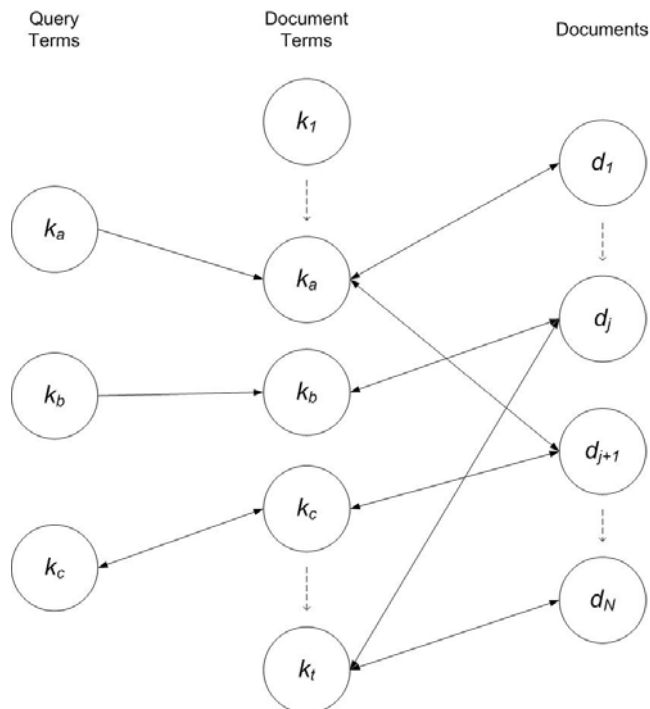 Query
Terms
Document
Terms
Documents
k1
d1
ka
ka
dj
kb
kb
dj+1
kc
kc
dN
kt